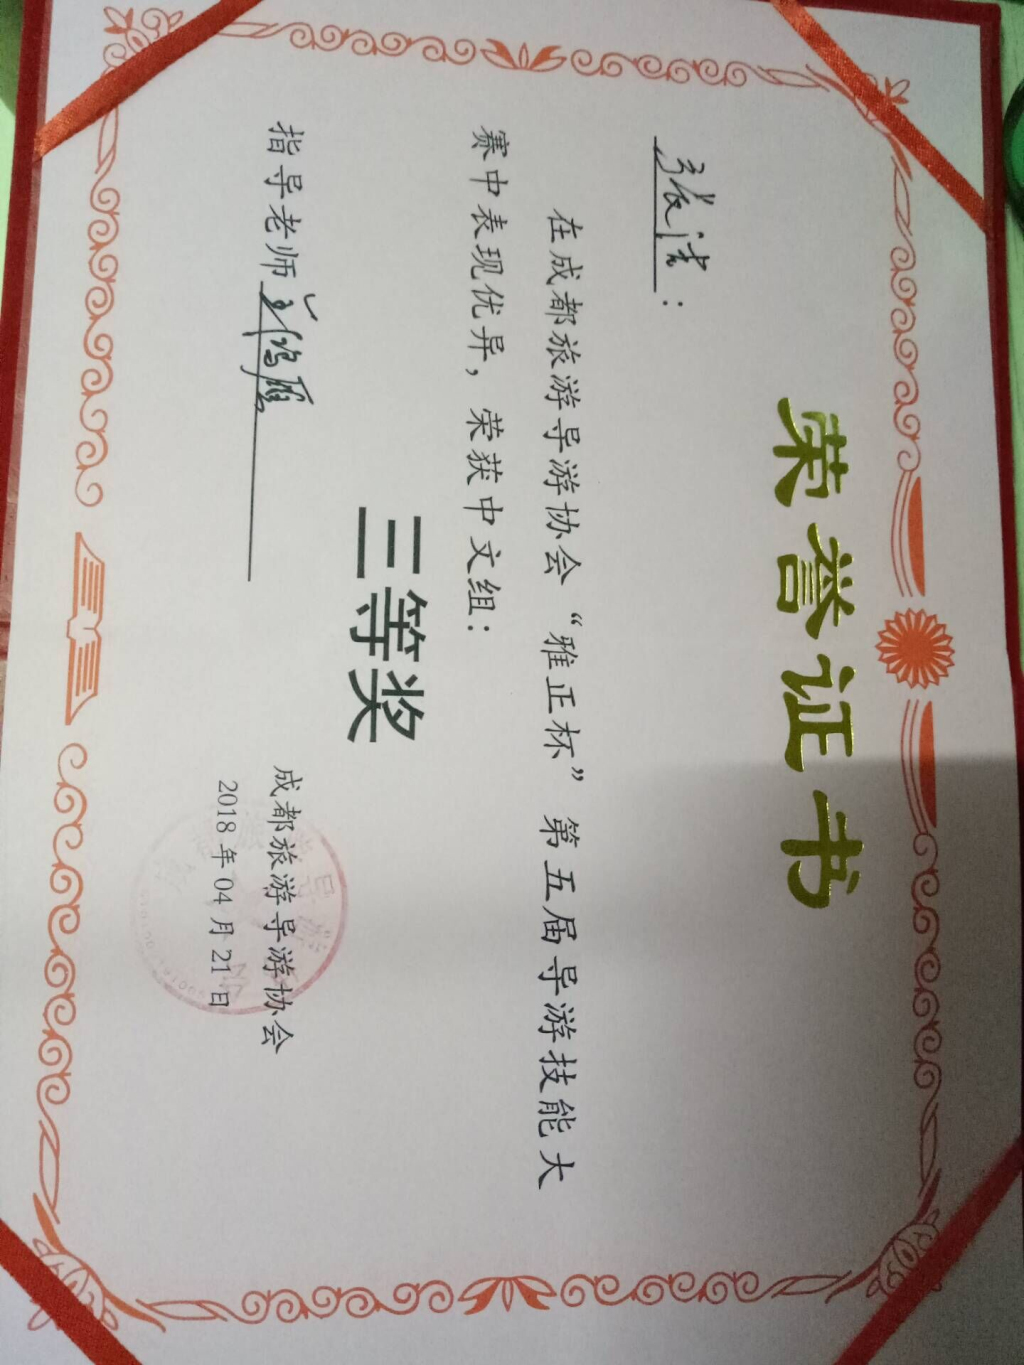 荣誉证书
张洁：
在成都旅游导游协会“雅正杯”第五届导游技能大
赛中表现优异，荣获中文组：
三等奖
指导老师
成都旅游导游协会
2018年04月21日